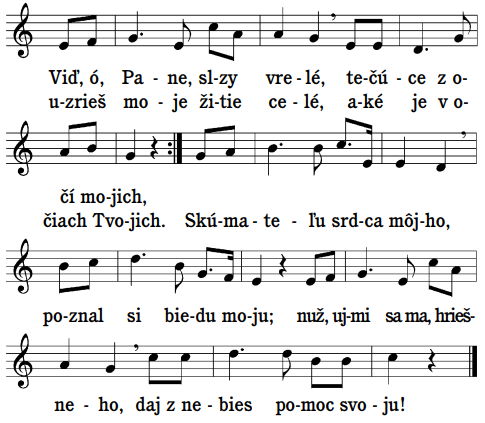 Viď, ó, Pa - ne, sl-zy vre - lé, te-čú - ce z o-
u-zrieš mo - je ži-tie ce - lé, a-ké je v o-
čí mo-jich,
čiach Tvo-jich. Skú-ma - te - ľu srd-ca môj-ho,
po-znal si bie-du mo-ju; nuž, uj-mi sa ma, hrieš-
ne - ho, daj z ne - bies po-moc svo - ju!